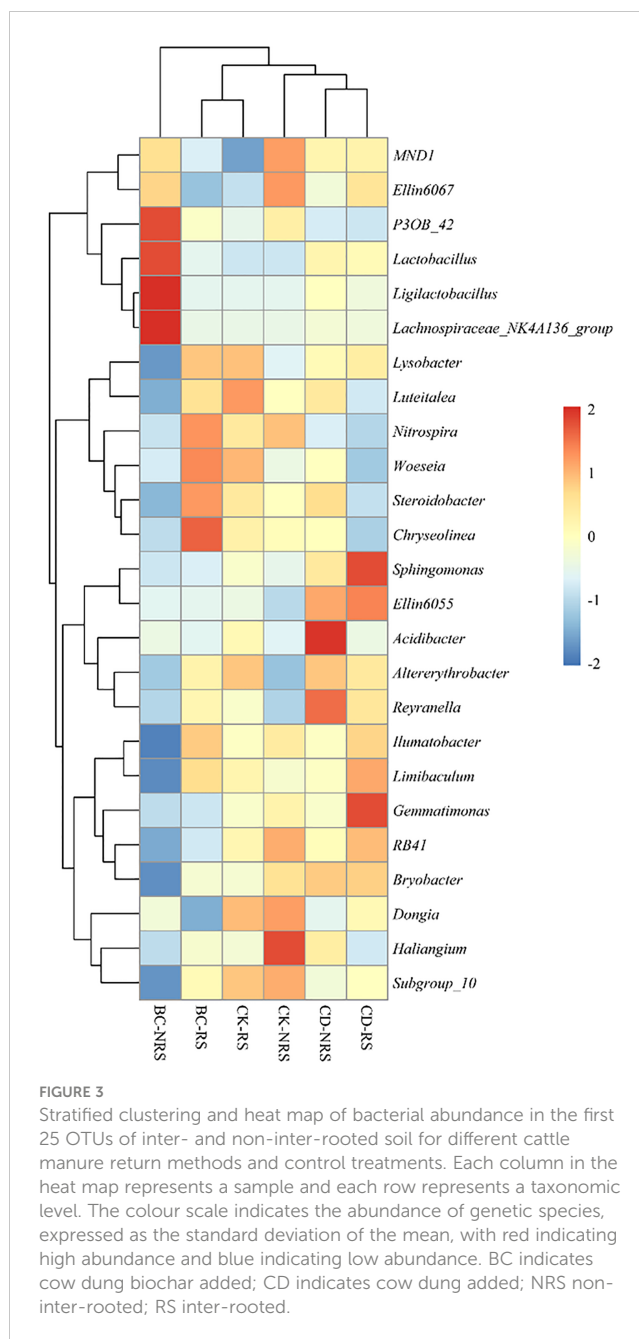 MND1
Ellin6067
P3OB_42
Lactobacillus
Ligilactobacillus
Lachnospiraceae_NK4A136_group
Lysobacter
Luteitalea
Nitrospira
Woeseia
Steroidobacter
Chryseolinea
Sphingomonas
Ellin6055
Acidibacter
Altererythrobacter
Reyranella
Ilumatobacter
Limibaculum
Gemmatimonas
RB41
Bryobacter
Dongia
Haliangium
Subgroup_10
2
1
0
-1
-2
BC-NRS
BC-RS
CK-RS
CK-NRS
CD-NRS
CD-RS
FIGURE 3
Stratified clustering and heat map of bacterial abundance in the first
25 OTUs of inter- and non-inter-rooted soil for different cattle
manure return methods and control treatments. Each column in the
heat map represents a sample and each row represents a taxonomic
level. The colour scale indicates the abundance of genetic species,
expressed as the standard deviation of the mean, with red indicating
high abundance and blue indicating low abundance. BC indicates
cow dung biochar added; CD indicates cow dung added; NRS non-
inter-rooted; RS inter-rooted.